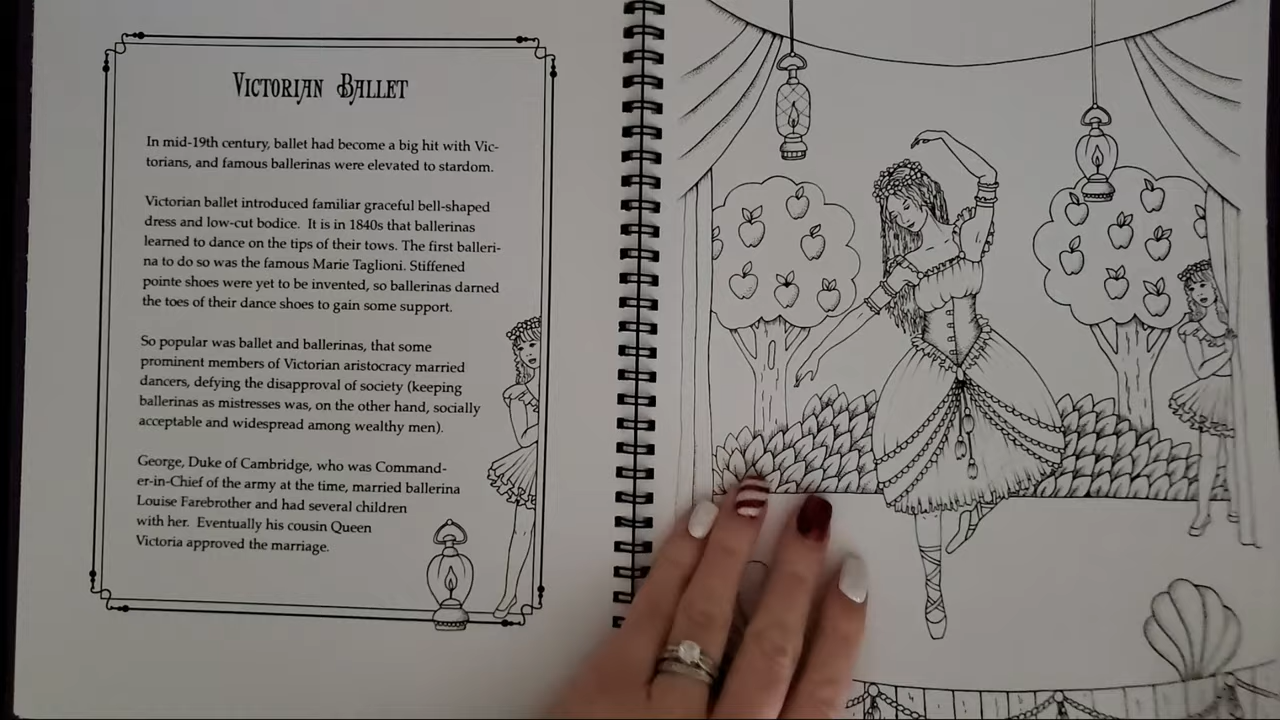 VICTORIAN BALLET
In mid-19th century, ballet had become a big hit with Vic-
torians, and famous ballerinas were elevated to stardom.
Victorian ballet introduced familiar graceful bell-shaped
dress and low-cut bodice. It is in 1840s that ballerinas
learned to dance on the tips of their tows. The first balleri-
na to do so was the famous Marie Taglioni. Stiffened
pointe shoes were yet to be invented, so ballerinas darned
the toes of their dance shoes to gain some support.
So popular was ballet and ballerinas, that some
prominent members of Victorian aristocracy married
dancers, defying the disapproval of society (keeping
ballerinas as mistresses was, on the other hand, socially
acceptable and widespread among wealthy men).
George, Duke of Cambridge, who was Command-
er-in-Chief of the army at the time, married ballerina
Louise Farebrother and had several children
with her. Eventually his cousin Queen
Victoria approved the marriage.